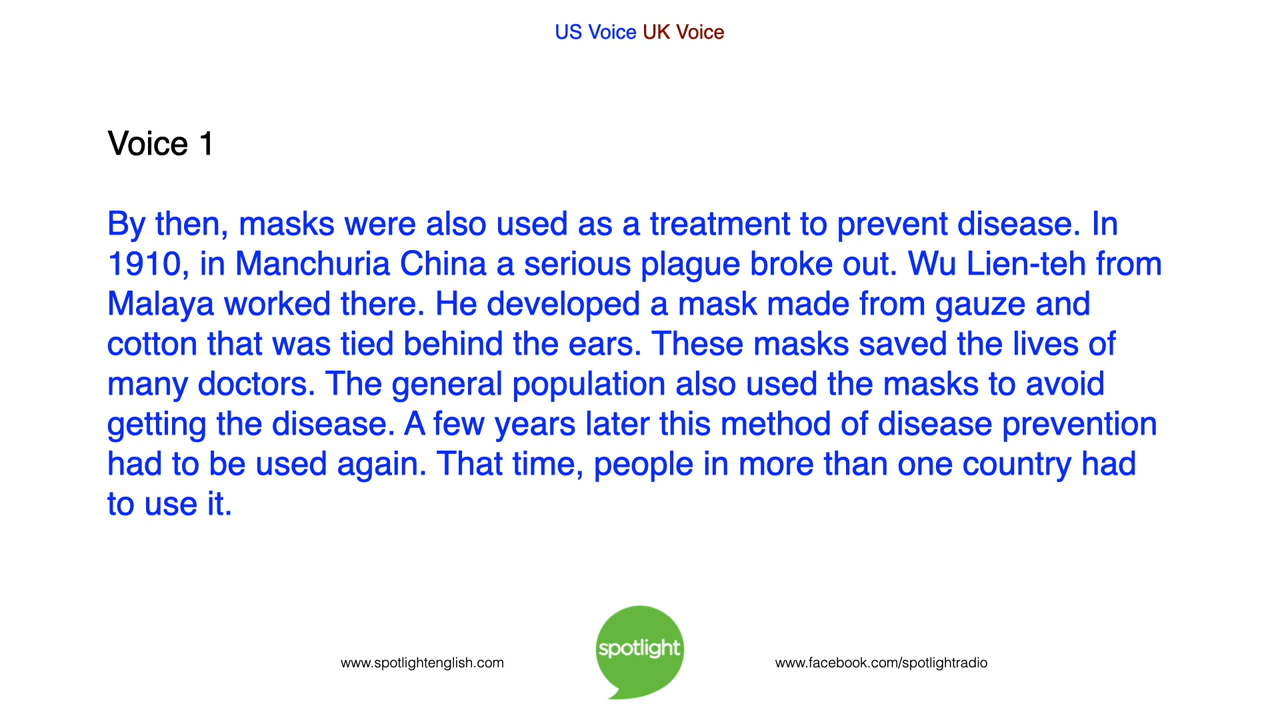 US Voice UK Voice
Voice 1
By then, masks were also used as a treatment to prevent disease. In
1910, in Manchuria China a serious plague broke out. Wu Lien-teh from
Malaya worked there. He developed a mask made from gauze and
cotton that was tied behind the ears. These masks saved the lives of
many doctors. The general population also used the masks to avoid
getting the disease. A few years later this method of disease prevention
had to be used again. That time, people in more than one country had
to use it.
spotlight
www.spotlightenglish.com
www.facebook.com/spotlightradio